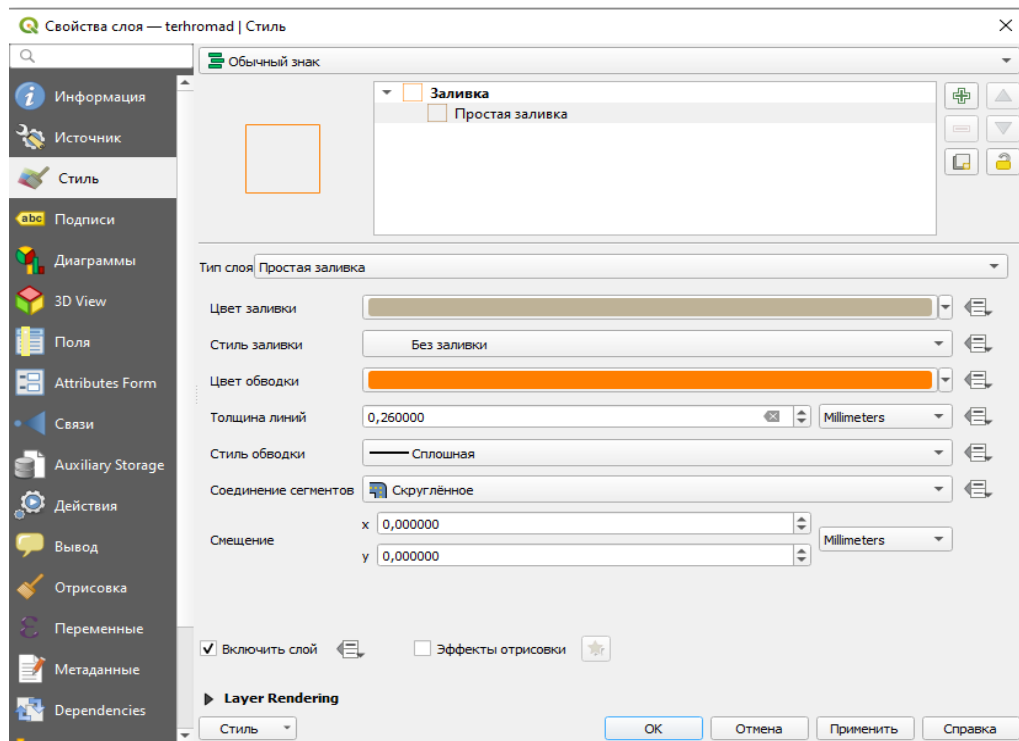 Свойства слоя — terhromad | Стиль
Информация
Источник
Стиль
abc Подписи
Диаграммы
3D View
Поля
Attributes Form
Связи
Auxiliary Storage
Действия
Вывод
Отрисовка
Переменные
Метаданные
Dependencies
Обычный знак
Заливка
Простая заливка
Тип слоя Простая заливка
Цвет заливки
Стиль заливки Без заливки
Цвет обводки
Толщина линий 0,260000 Millimeters
Стиль обводки Сплошная
Соединение сегментов Скруглённое
Смещение
x 0,000000
y 0,000000
Millimeters
Включить слой Эффекты отрисовки
Layer Rendering
Стиль OK Отмена Применить Справка